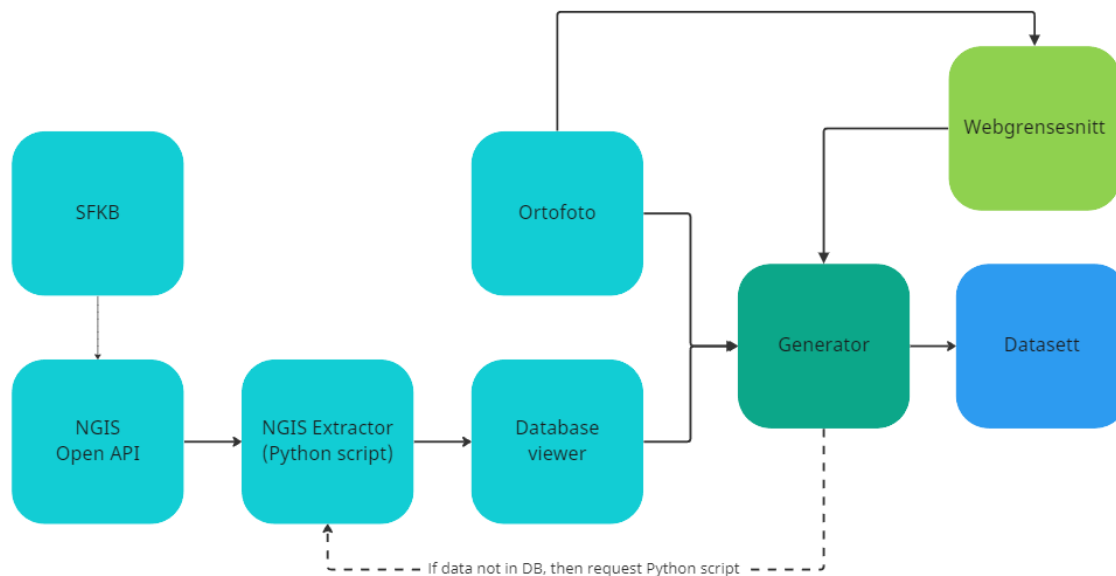 Webgrensesnitt
SFKB
Ortofoto
Generator
Datasett
NGIS
Open API
NGIS Extractor
(Python script)
Database
viewer
If data not in DB, then request Python script